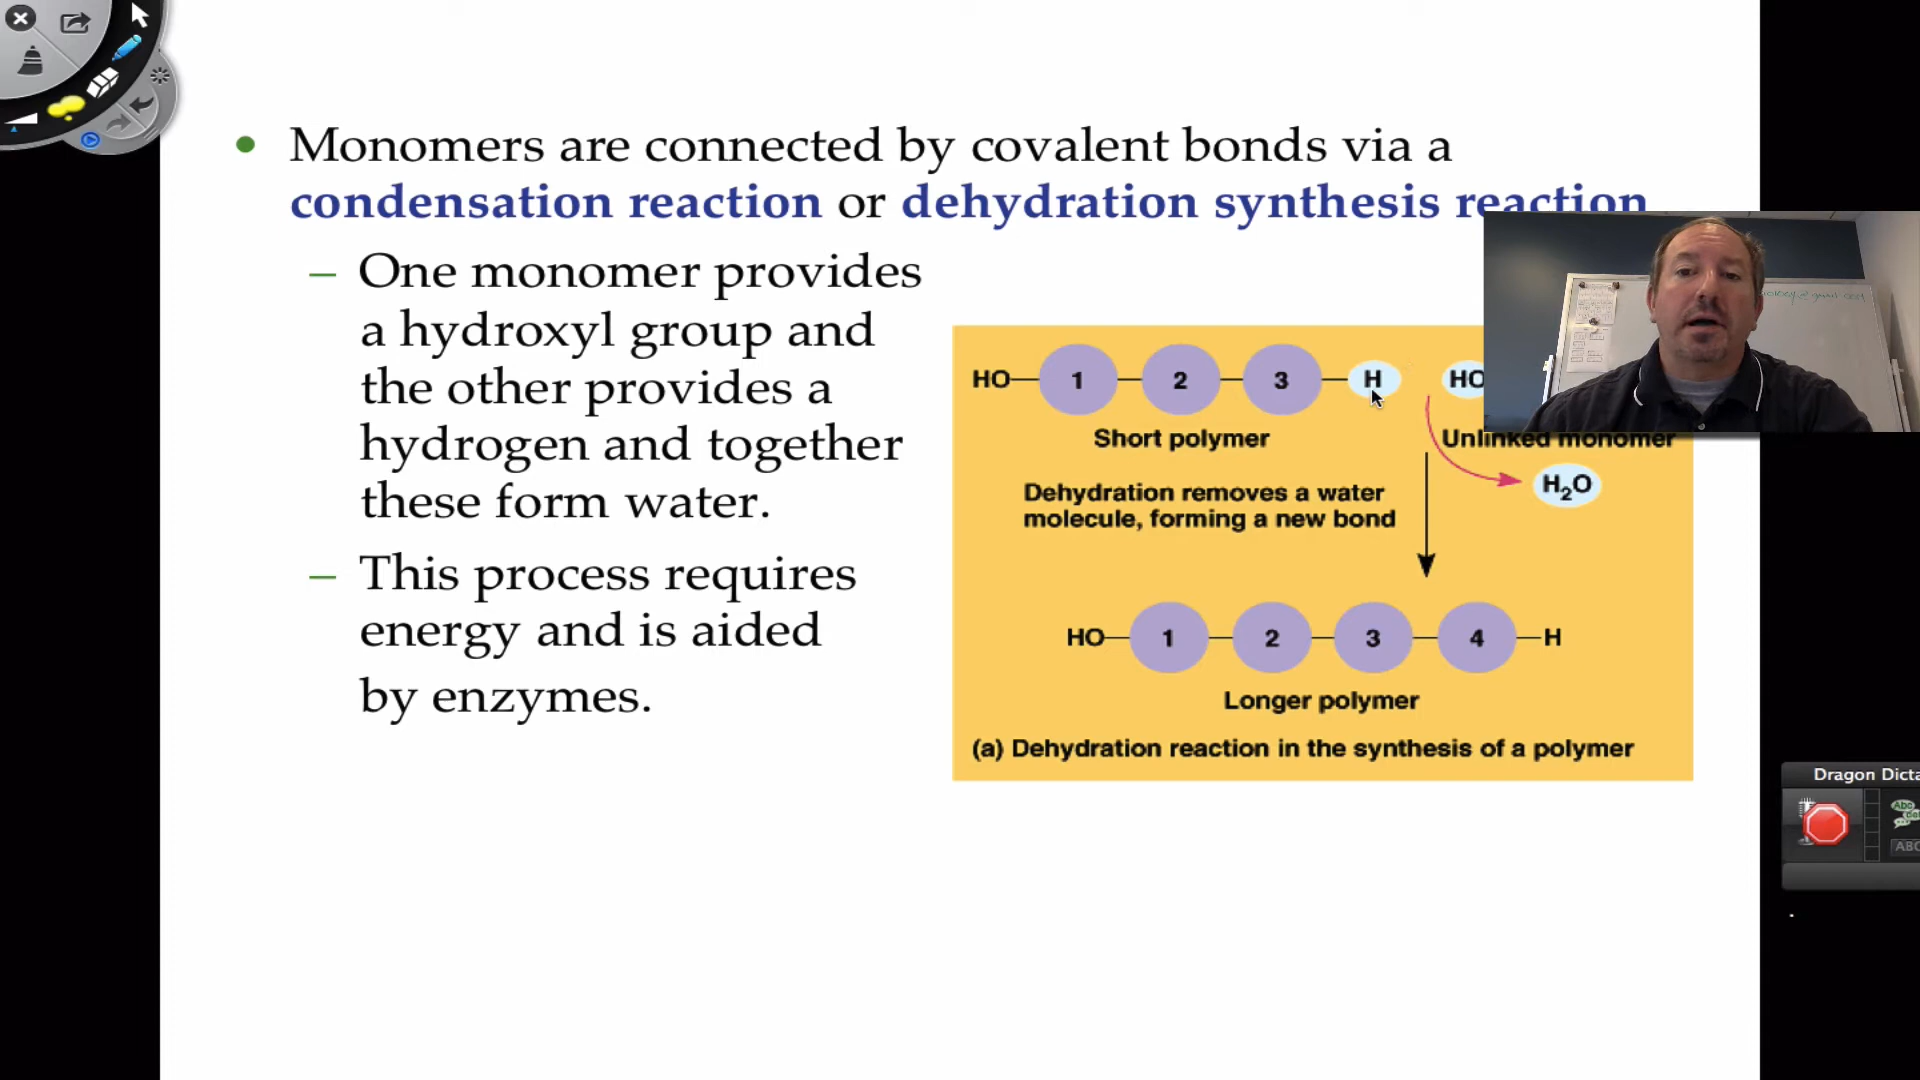 Monomers are connected by covalent bonds via a
condensation reaction or dehydration synthesis reaction
– One monomer provides
a hydroxyl group and
the other provides a
hydrogen and together
these form water.
– This process requires
energy and is aided
by enzymes.
HO 1 2 3 H HO
Short polymer
Unlinked monomer
H2O
Dehydration removes a water
molecule, forming a new bond
HO 1 2 3 4 H
Longer polymer
(a) Dehydration reaction in the synthesis of a polymer
Dragon Dicta
Abc
ABC